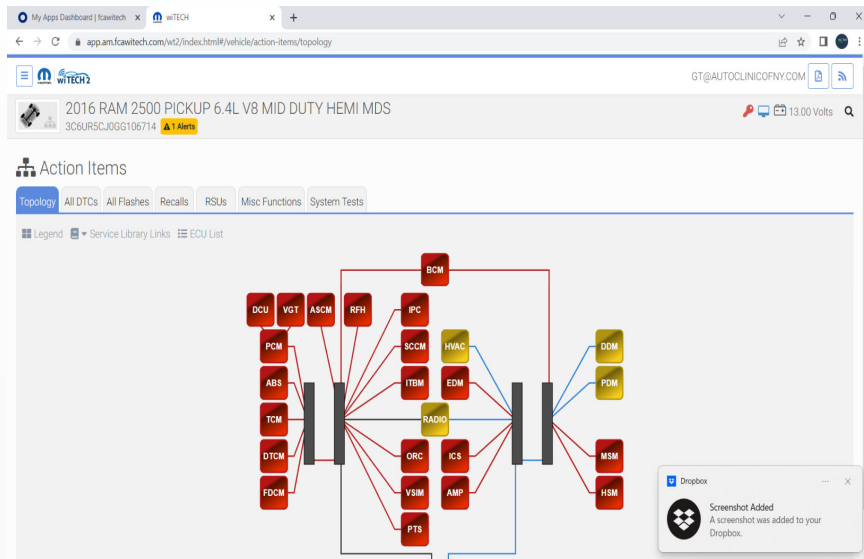 My Apps Dashboard | fcawitech
wiTECH
app.am.fcawitech.com/wt2/index.html#/vehicle/action-items/topology
wiTECH 2
GT@AUTOCLINICOFNY.COM
2016 RAM 2500 PICKUP 6.4L V8 MID DUTY HEMI MDS
3C6UR5CJ0GG106714
1 Alerts
13.00 Volts
Action Items
Topology
All DTCs
All Flashes
Recalls
RSUs
Misc Functions
System Tests
Legend
Service Library Links
ECU List
BCM
DCU
VGT
ASCM
RFH
IPC
PCM
SCCM
HVAC
DDM
ABS
ITBM
EDM
PDM
TCM
RADIO
DTCM
ORC
ICS
MSM
FDCM
VSIM
AMP
HSM
PTS
Dropbox
Screenshot Added
A screenshot was added to your
Dropbox.